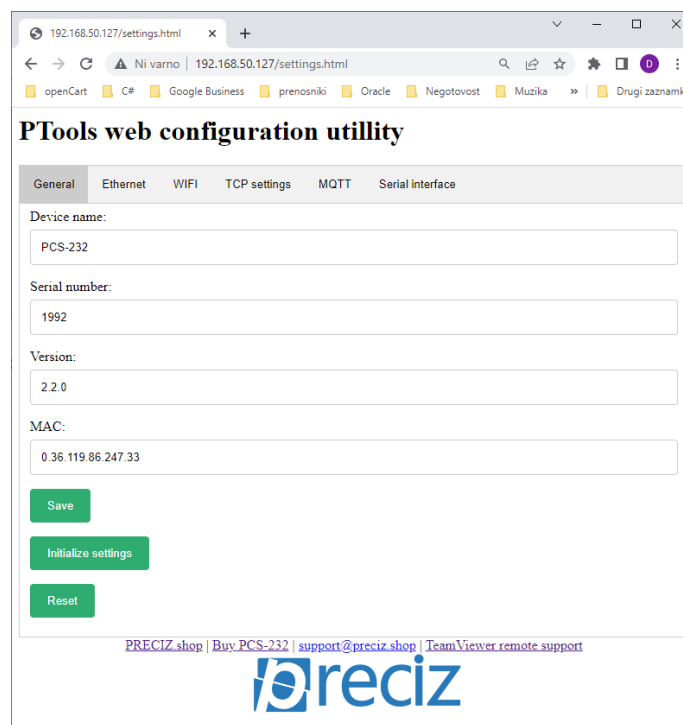 192.168.50.127/settings.html
Ni varno | 192.168.50.127/settings.html
openCart C# Google Business prenosniki Oracle Negotovost Muzika » Drugi zaznamk
PTools web configuration utillity
General Ethernet WIFI TCP settings MQTT Serial interface
Device name:
PCS-232
Serial number:
1992
Version:
2.2.0
MAC:
0.36.119.86.247.33
Save
Initialize settings
Reset
PRECIZ.shop | Buy PCS-232 | support@preciz.shop | TeamViewer remote support
preciz